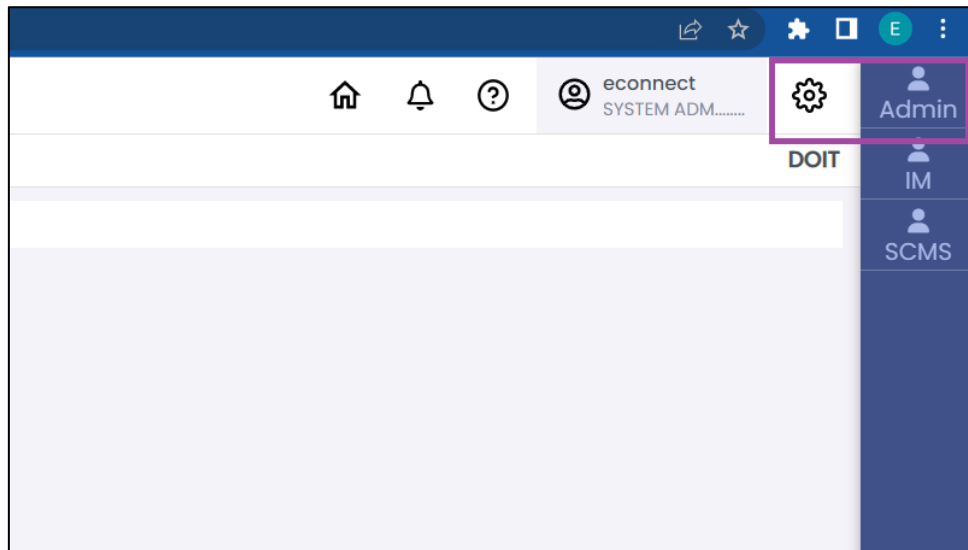 E
econnect
SYSTEM ADM........
Admin
DOIT
IM
SCMS